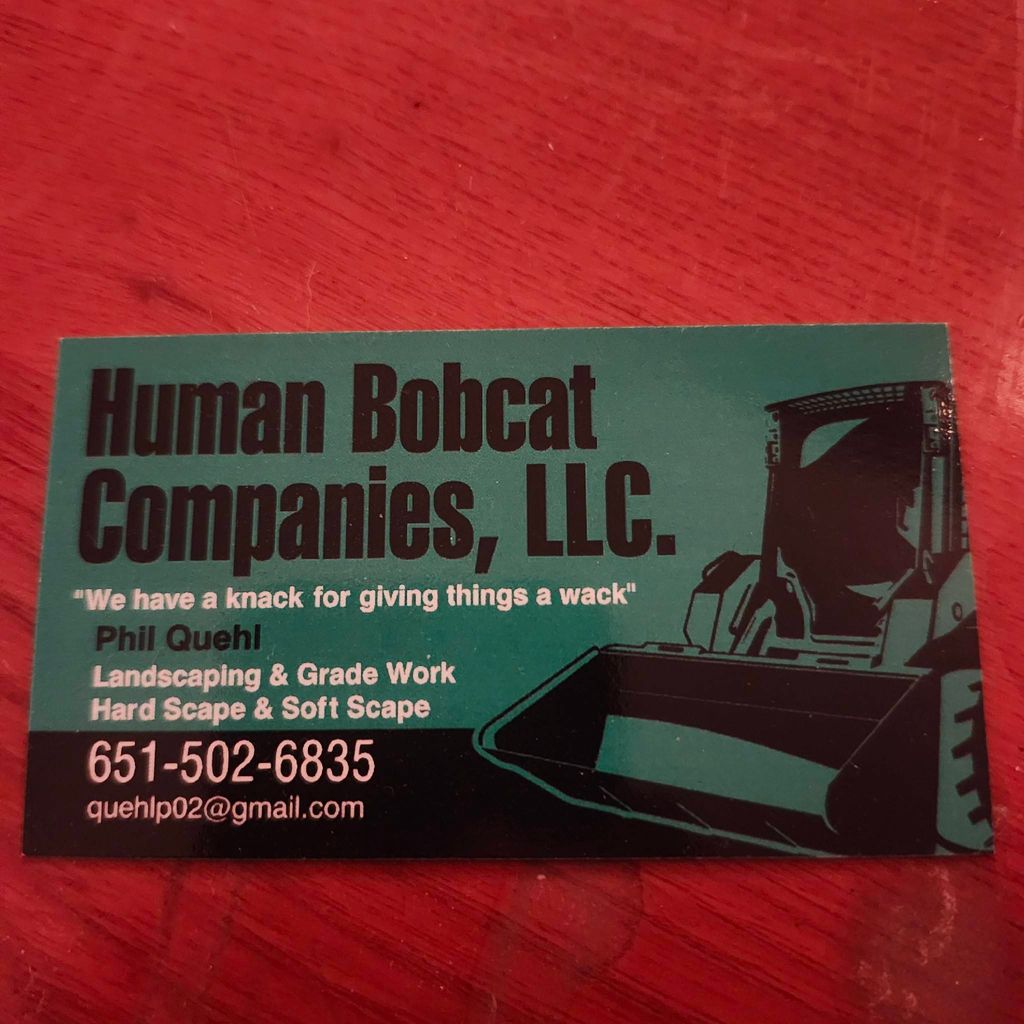 Human Bobcat
Companies, LLC.
"We have a knack for giving things a wack"
Phil Quehl
Landscaping & Grade Work
Hard Scape & Soft Scape
651-502-6835
quehlp02@gmail.com